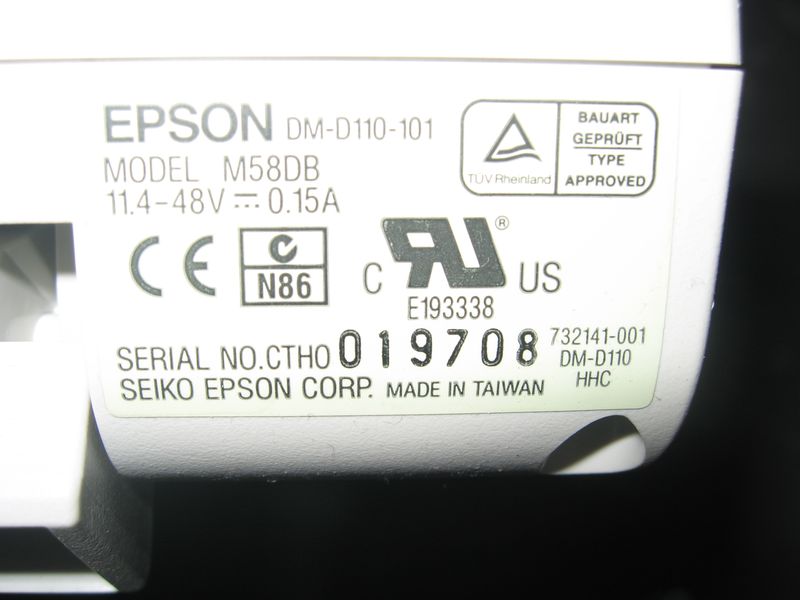 EPSON DM-D110-101
MODEL M58DB
11.4-48V ⎓ 0.15A
TÜV Rheinland
BAUART
GEPRÜFT
TYPE
APPROVED
CE
N86
C RU® US
E193338
SERIAL NO.CTH0 019708
732141-001
DM-D110
HHC
SEIKO EPSON CORP. MADE IN TAIWAN